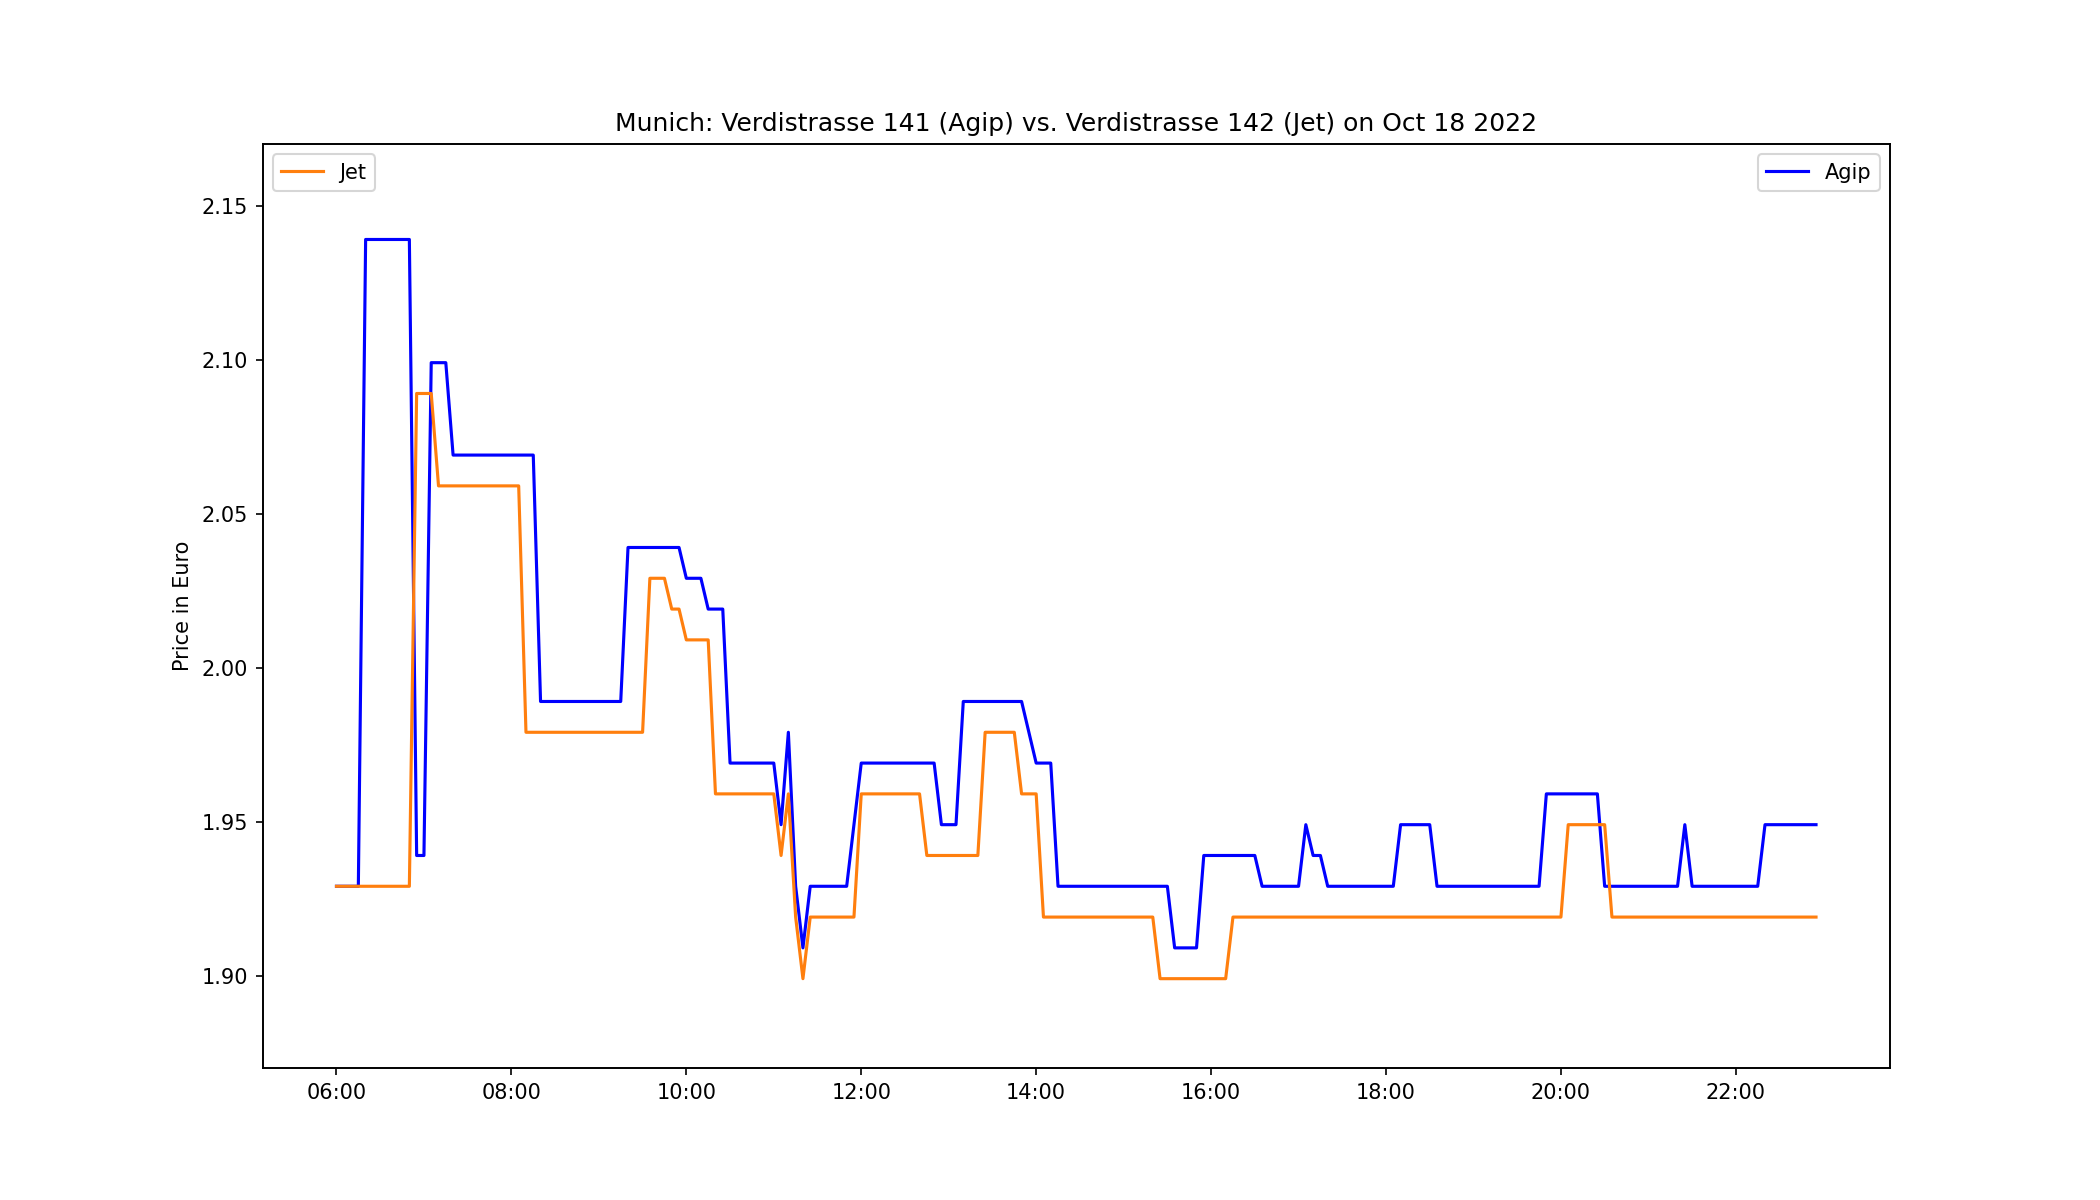 Munich: Verdistrasse 141 (Agip) vs. Verdistrasse 142 (Jet) on Oct 18 2022
Jet
Agip
Price in Euro
2.15
2.10
2.05
2.00
1.95
1.90
06:00 08:00 10:00 12:00 14:00 16:00 18:00 20:00 22:00